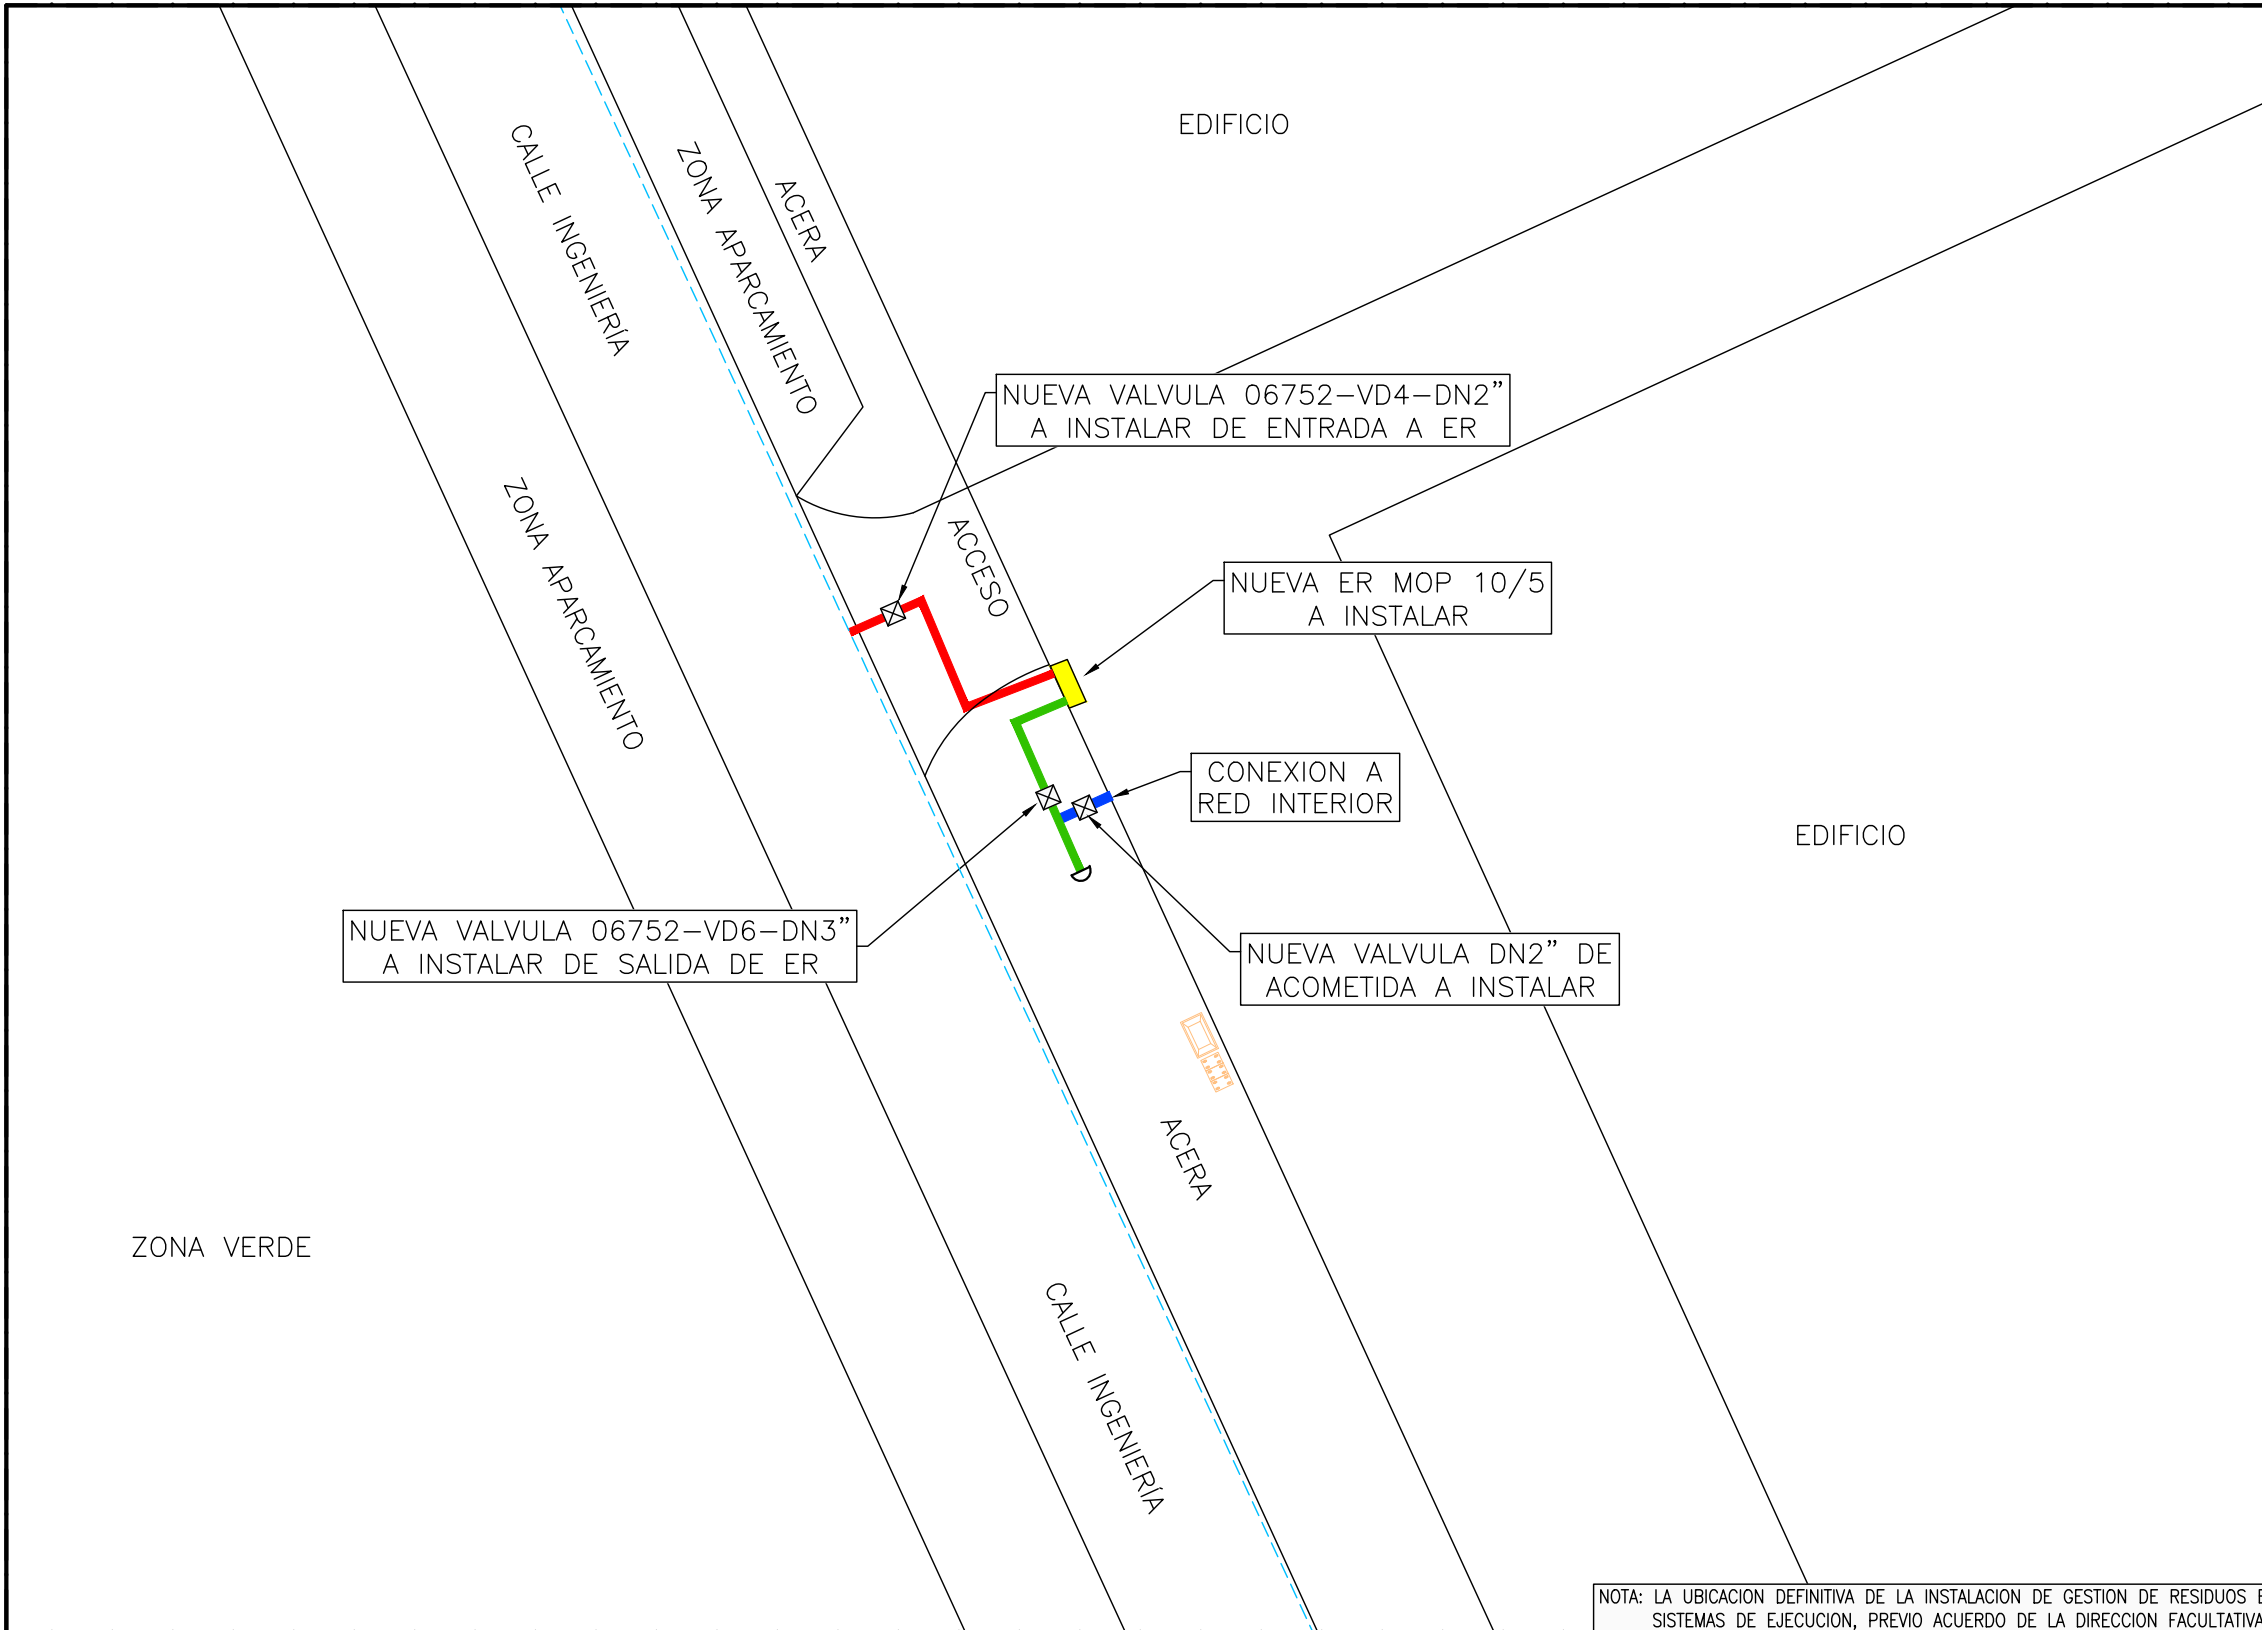 EDIFICIO
CALLE INGENIERÍA
ZONA APARCAMIENTO
ACERA
NUEVA VALVULA 06752-VD4-DN2”
A INSTALAR DE ENTRADA A ER
ZONA APARCAMIENTO
ACCESO
NUEVA ER MOP 10/5
A INSTALAR
CONEXION A
RED INTERIOR
EDIFICIO
NUEVA VALVULA 06752-VD6-DN3”
A INSTALAR DE SALIDA DE ER
NUEVA VALVULA DN2” DE
ACOMETIDA A INSTALAR
ACERA
ZONA VERDE
CALLE INGENIERÍA
NOTA: LA UBICACION DEFINITIVA DE LA INSTALACION DE GESTION DE RESIDUOS
SISTEMAS DE EJECUCION, PREVIO ACUERDO DE LA DIRECCION FACULTATIVA